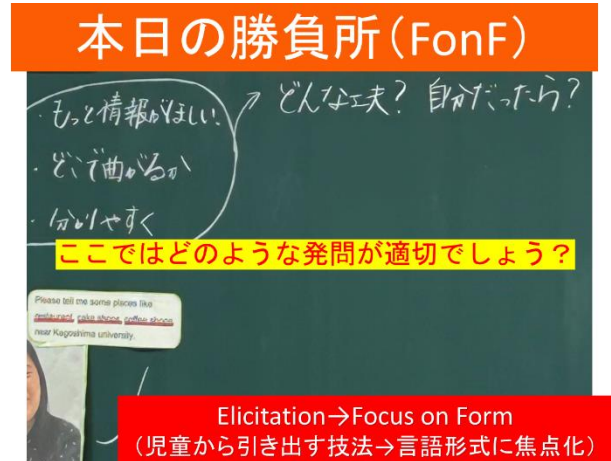 本日の勝負所（FonF）
・もっと情報がほしい
・どこで曲がるか
・分かりやすく
どんな工夫？ 自分だったら？
ここではどのような発問が適切でしょう？
Please tell me some places like
restaurant, cake shops, coffee shops
near Kagoshima university.
Elicitation→Focus on Form
（児童から引き出す技法→言語形式に焦点化）